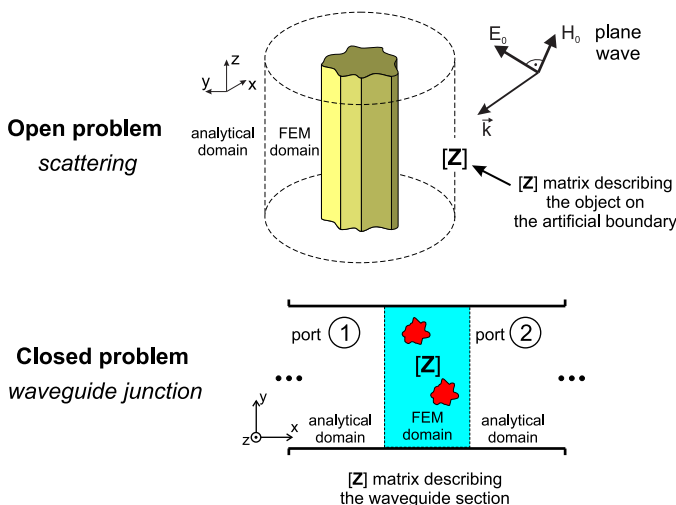 E₀
H₀
plane
wave
z
y
x
k
Open problem
scattering
analytical
domain
FEM
domain
[Z]
[Z] matrix describing
the object on
the artificial boundary
Closed problem
waveguide junction
port 1
port 2
[Z]
...
...
y
x
z
analytical
domain
FEM
domain
analytical
domain
[Z] matrix describing
the waveguide section